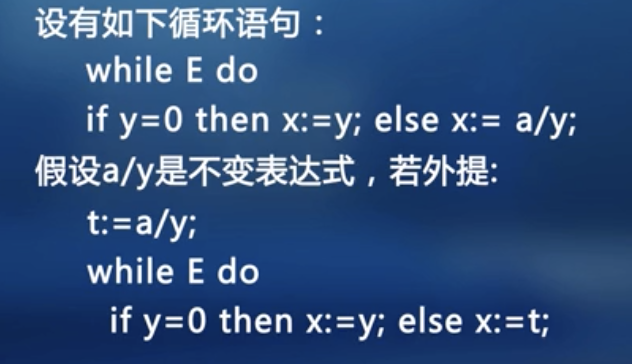 设有如下循环语句：
while E do
if y=0 then x:=y; else x:= a/y;
假设a/y是不变表达式，若外提:
t:=a/y;
while E do
if y=0 then x:=y; else x:=t;